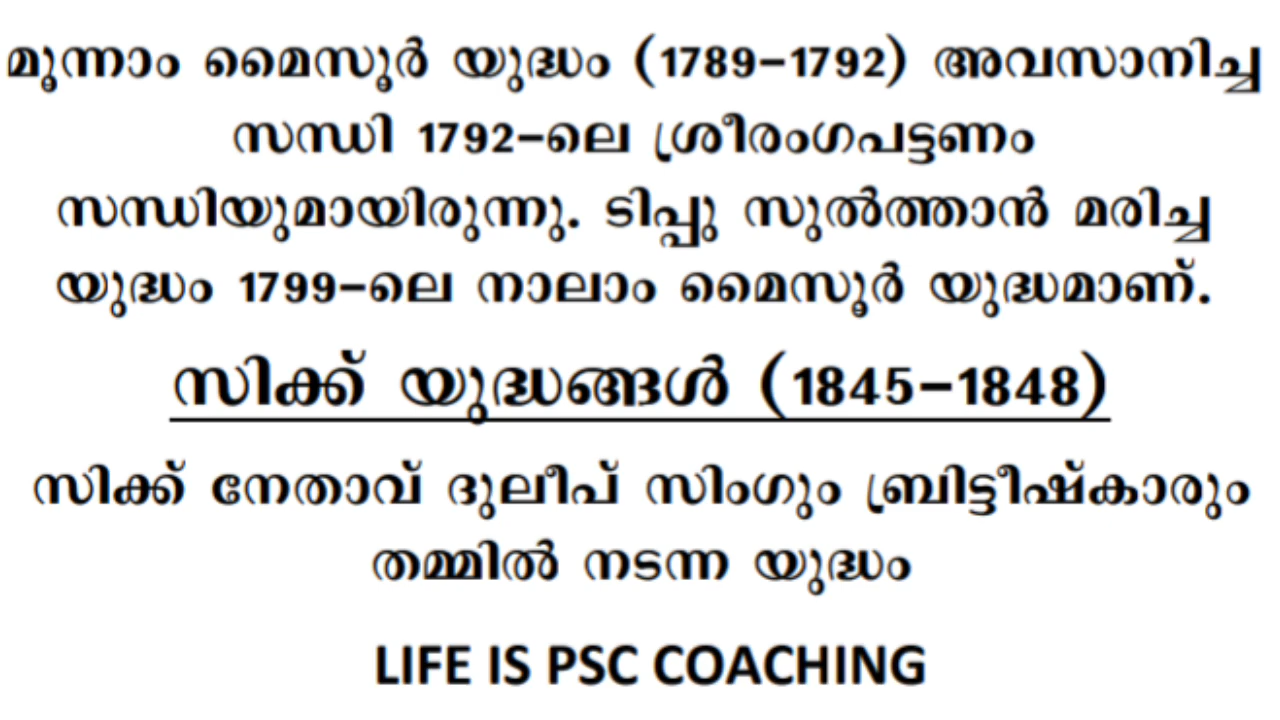 മൂന്നാം മൈസൂർ യുദ്ധം (1789-1792) അവസാനിച്ച
സന്ധി 1792-ലെ ശ്രീരംഗപട്ടണം
സന്ധിയുമായിരുന്നു. ടിപ്പു സുൽത്താൻ മരിച്ച
യുദ്ധം 1799-ലെ നാലാം മൈസൂർ യുദ്ധമാണ്.
സിക്ക് യുദ്ധങ്ങൾ (1845-1848)
സിക്ക് നേതാവ് ദുലീപ് സിംഗും ബ്രിട്ടീഷ്കാരും
തമ്മിൽ നടന്ന യുദ്ധം
LIFE IS PSC COACHING